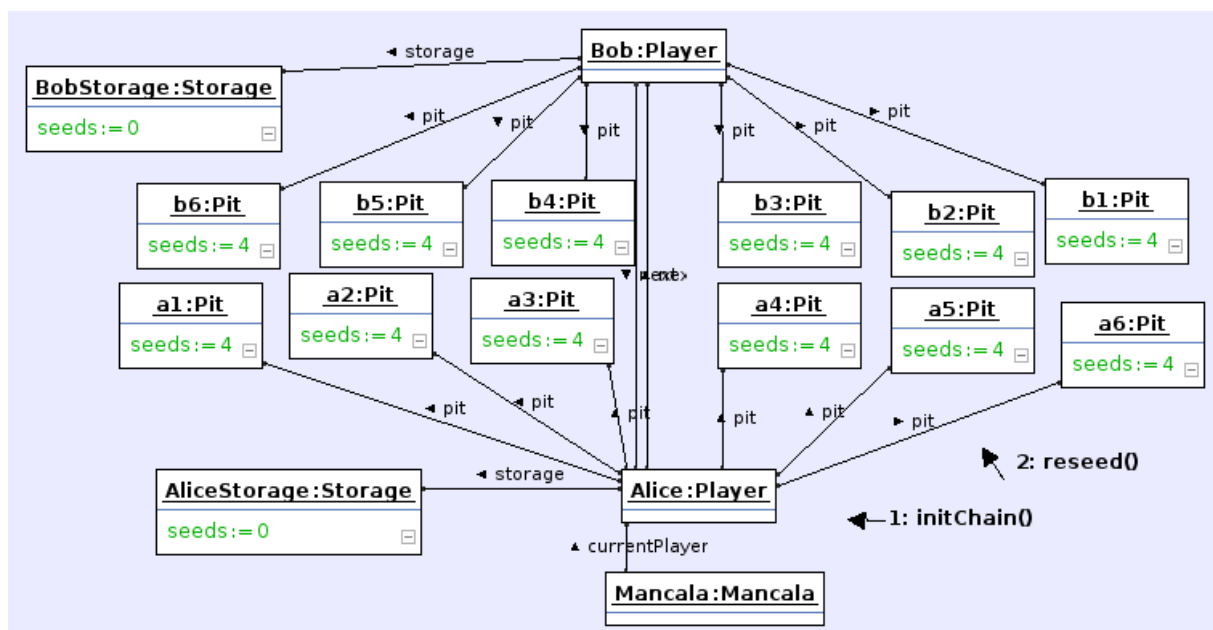 Bob:Player
◄ storage
BobStorage:Storage
seeds:=0
◄ pit
▼ pit
▼ pit
▼ pit
► pit
► pit
b6:Pit
seeds:=4
b5:Pit
seeds:=4
b4:Pit
seeds:=4
b3:Pit
seeds:=4
b2:Pit
seeds:=4
b1:Pit
seeds:=4
a1:Pit
seeds:=4
a2:Pit
seeds:=4
a3:Pit
seeds:=4
a4:Pit
seeds:=4
a5:Pit
seeds:=4
a6:Pit
seeds:=4
◄ pit
◄ pit
▲ pit
▲ pit
▲ pit
► pit
2: reseed()
◄ storage
AliceStorage:Storage
seeds:=0
Alice:Player
1: initChain()
▲ currentPlayer
Mancala:Mancala